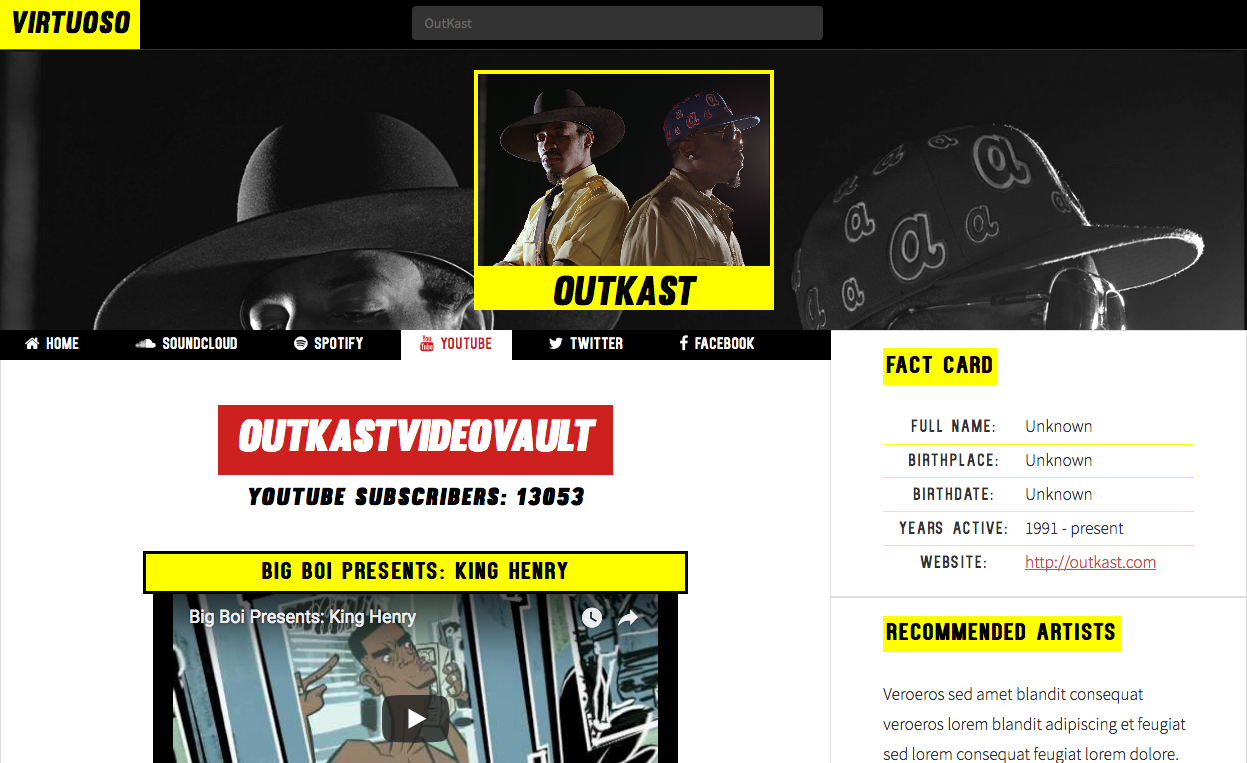 VIRTUOSO
OutKast
OUTKAST
HOME SOUNDCLOUD SPOTIFY You Tube YOUTUBE TWITTER FACEBOOK
OUTKASTVIDEOVAULT
YOUTUBE SUBSCRIBERS: 13053
BIG BOI PRESENTS: KING HENRY
Big Boi Presents: King Henry
FACT CARD
FULL NAME: Unknown
BIRTHPLACE: Unknown
BIRTHDATE: Unknown
YEARS ACTIVE: 1991 - present
WEBSITE: http://outkast.com
RECOMMENDED ARTISTS
Veroeros sed amet blandit consequat
veroeros lorem blandit adipiscing et feugiat
sed lorem consequat feugiat lorem dolore.